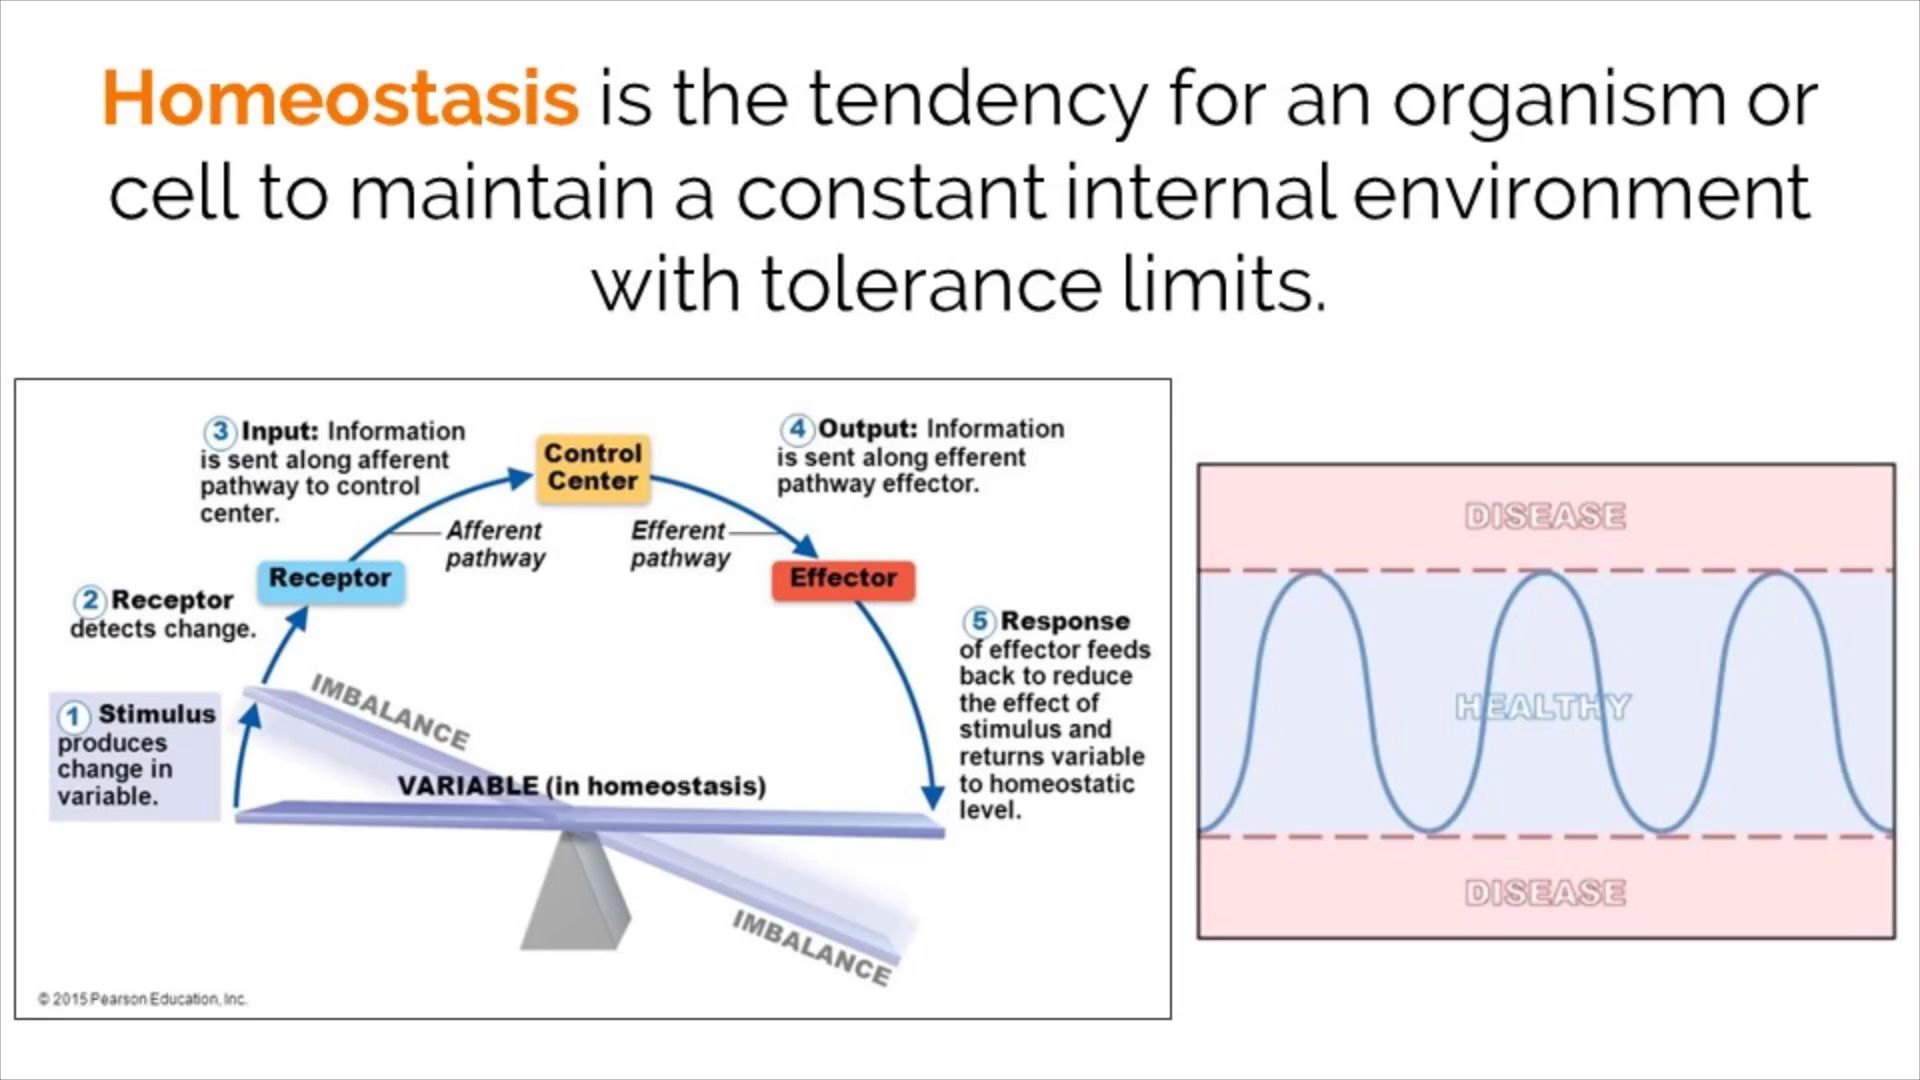 Homeostasis is the tendency for an organism or
cell to maintain a constant internal environment
with tolerance limits.
3 Input: Information
is sent along afferent
pathway to control
center.
Control
Center
4 Output: Information
is sent along efferent
pathway effector.
Afferent
pathway
Efferent
pathway
Receptor
Effector
2 Receptor
detects change.
5 Response
of effector feeds
back to reduce
the effect of
stimulus and
returns variable
to homeostatic
level.
1 Stimulus
produces
change in
variable.
IMBALANCE
VARIABLE (in homeostasis)
IMBALANCE
© 2015 Pearson Education, Inc.
DISEASE
HEALTHY
DISEASE